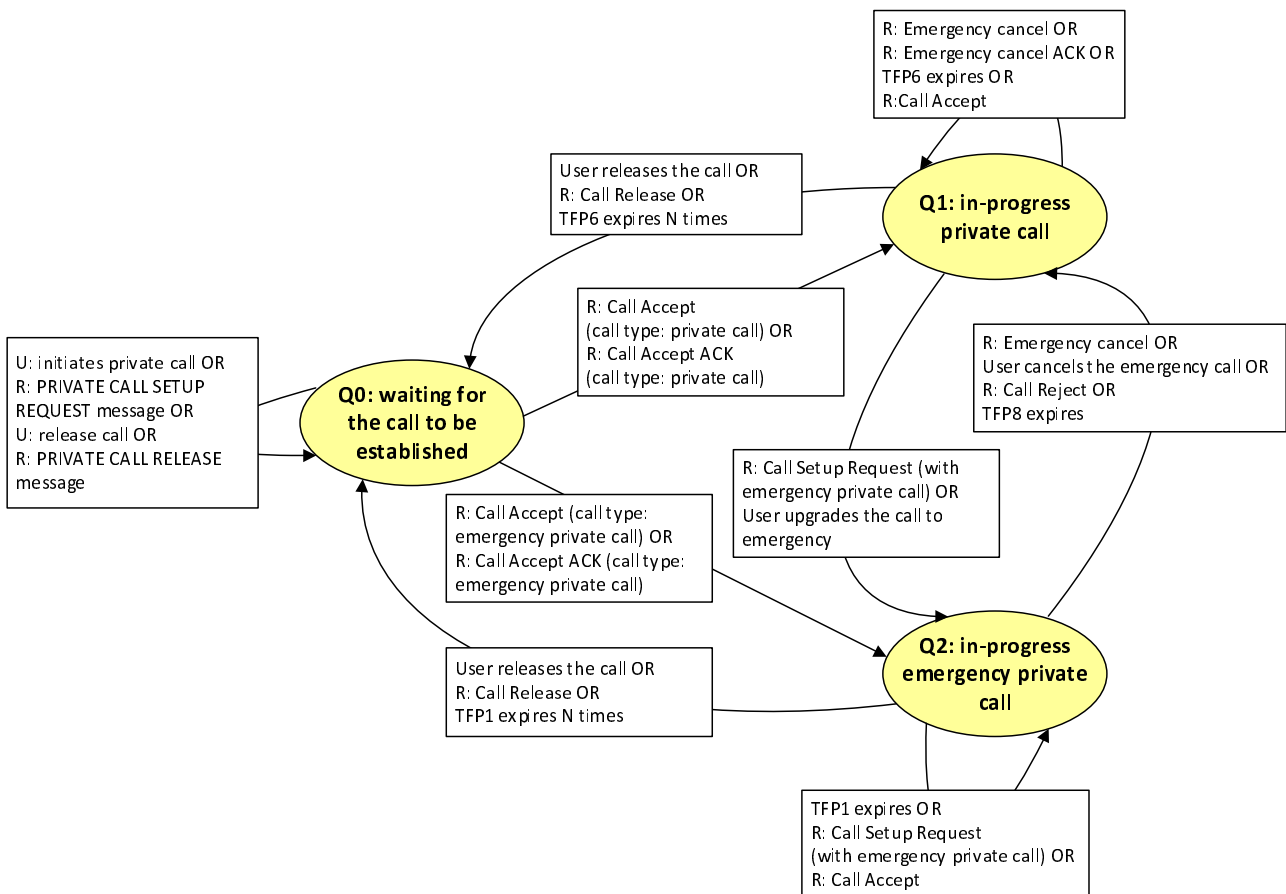 R: Emergency cancel OR
R: Emergency cancel ACK OR
TFP6 expires OR
R:Call Accept
User releases the call OR
R: Call Release OR
TFP6 expires N times
Q1: in-progress
private call
R: Call Accept
(call type: private call) OR
R: Call Accept ACK
(call type: private call)
R: Emergency cancel OR
User cancels the emergency call OR
R: Call Reject OR
TFP8 expires
U: initiates private call OR
R: PRIVATE CALL SETUP
REQUEST message OR
U: release call OR
R: PRIVATE CALL RELEASE
message
Q0: waiting for
the call to be
established
R: Call Setup Request (with
emergency private call) OR
User upgrades the call to
emergency
R: Call Accept (call type:
emergency private call) OR
R: Call Accept ACK (call type:
emergency private call)
Q2: in-progress
emergency private
call
User releases the call OR
R: Call Release OR
TFP1 expires N times
TFP1 expires OR
R: Call Setup Request
(with emergency private call) OR
R: Call Accept